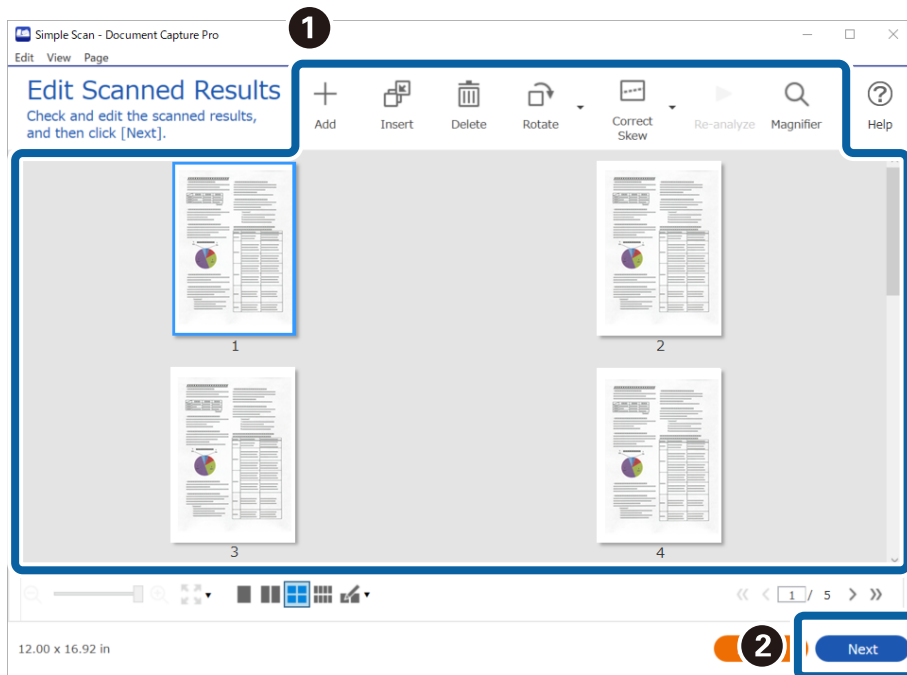 1
Simple Scan - Document Capture Pro
Edit View Page
Edit Scanned Results
Check and edit the scanned results,
and then click [Next].
Add
Insert
Delete
Rotate
Correct
Skew
Re-analyze
Magnifier
Help
1
2
3
4
1 / 5
12.00 x 16.92 in
2
Next